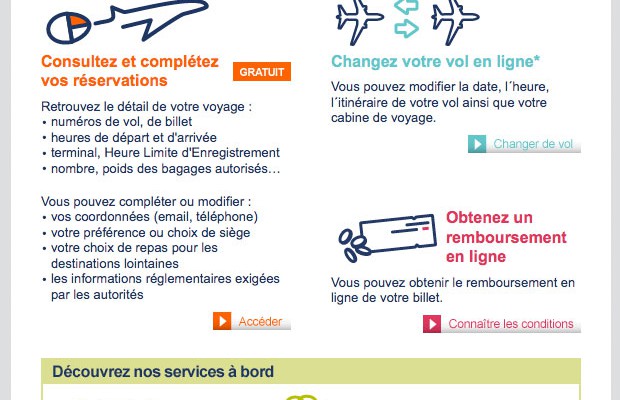 Consultez et complétez
vos réservations
GRATUIT
Retrouvez le détail de votre voyage :
• numéros de vol, de billet
• heures de départ et d'arrivée
• terminal, Heure Limite d'Enregistrement
• nombre, poids des bagages autorisés…
Vous pouvez compléter ou modifier :
• vos coordonnées (email, téléphone)
• votre préférence ou choix de siège
• votre choix de repas pour les
destinations lointaines
• les informations réglementaires exigées
par les autorités
Accéder
Changez votre vol en ligne*
Vous pouvez modifier la date, l´heure,
l´itinéraire de votre vol ainsi que votre
cabine de voyage.
Changer de vol
Obtenez un
remboursement
en ligne
Vous pouvez obtenir le remboursement en
ligne de votre billet.
Connaître les conditions
Découvrez nos services à bord